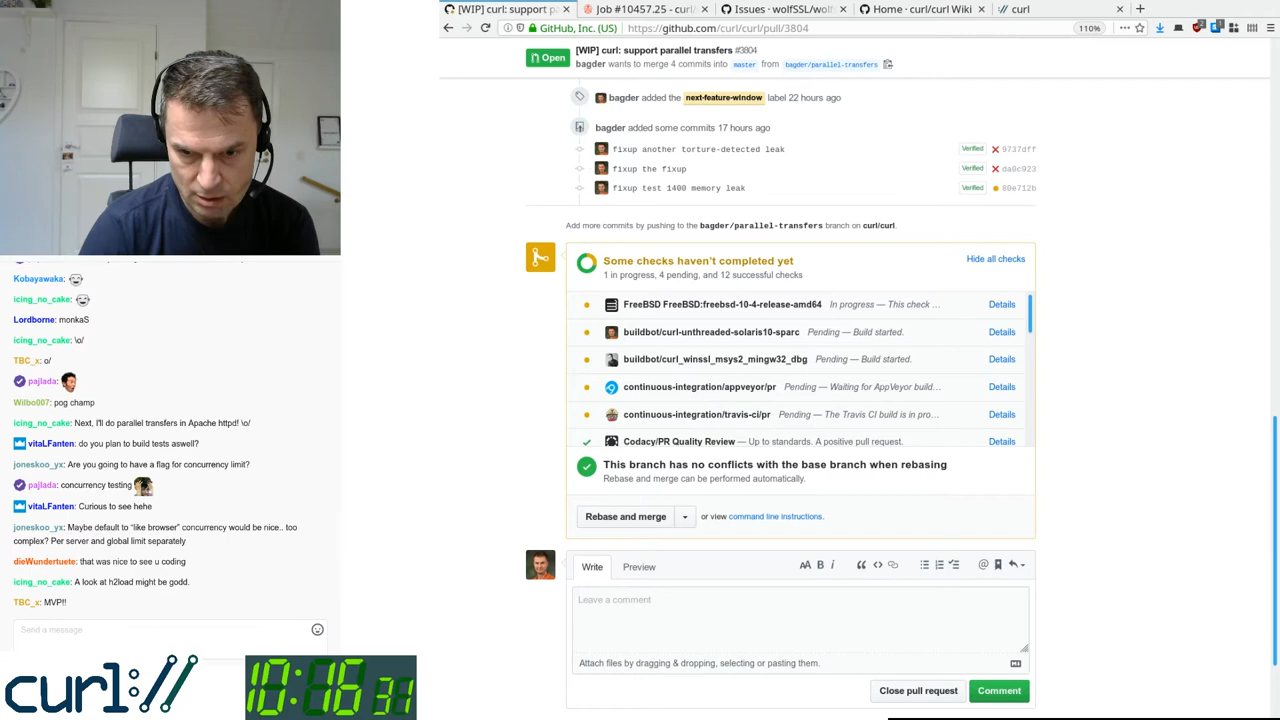 [WIP] curl: support pa
Job #10457.25 - curl/
Issues · wolfSSL/wolf
Home · curl/curl Wiki
curl
GitHub, Inc. (US)
https://github.com/curl/curl/pull/3804
110%
Open
[WIP] curl: support parallel transfers #3804
bagder wants to merge 4 commits into master from bagder/parallel-transfers
bagder added the next-feature-window label 22 hours ago
bagder added some commits 17 hours ago
fixup another torture-detected leak Verified 9737dff
fixup the fixup Verified da0c923
fixup test 1400 memory leak Verified 80e712b
Add more commits by pushing to the bagder/parallel-transfers branch on curl/curl.
Some checks haven't completed yet
Hide all checks
1 in progress, 4 pending, and 12 successful checks
FreeBSD FreeBSD:freebsd-10-4-release-amd64 In progress — This check ... Details
buildbot/curl-unthreaded-solaris10-sparc Pending — Build started. Details
buildbot/curl_winssl_msys2_mingw32_dbg Pending — Build started. Details
continuous-integration/appveyor/pr Pending — Waiting for AppVeyor build... Details
continuous-integration/travis-ci/pr Pending — The Travis CI build is in pro... Details
Codacy/PR Quality Review — Up to standards. A positive pull request. Details
This branch has no conflicts with the base branch when rebasing
Rebase and merge can be performed automatically.
Rebase and merge or view command line instructions.
Write Preview
Leave a comment
Attach files by dragging & dropping, selecting or pasting them.
Close pull request Comment
Kobayawaka:
icing_no_cake:
Lordborne: monkaS
icing_no_cake: \o/
TBC_x: o/
pajlada:
Wilbo007: pog champ
icing_no_cake: Next, I'll do parallel transfers in Apache httpd! \o/
vitaLFanten: do you plan to build tests aswell?
joneskoo_yx: Are you going to have a flag for concurrency limit?
pajlada: concurrency testing
vitaLFanten: Curious to see hehe
joneskoo_yx: Maybe default to "like browser" concurrency would be nice.. too
complex? Per server and global limit separately
dieWundertuete: that was nice to see u coding
icing_no_cake: A look at h2load might be godd.
TBC_x: MVP!!
Send a message
curl://
10:16 31